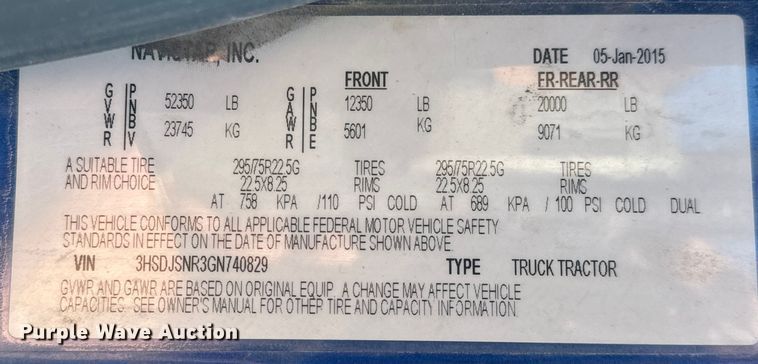 NAVISTAR, INC.
DATE 05-Jan-2015
FRONT FR-REAR-RR
GVWR PNBV 52350 LB GAWR PNBE 12350 LB 20000 LB
23745 KG 5601 KG 9071 KG
A SUITABLE TIRE 295/75R22.5G TIRES 295/75R22.5G TIRES
AND RIM CHOICE 22.5X8.25 RIMS 22.5X8.25 RIMS
AT 758 KPA /110 PSI COLD AT 689 KPA / 100 PSI COLD DUAL
THIS VEHICLE CONFORMS TO ALL APPLICABLE FEDERAL MOTOR VEHICLE SAFETY
STANDARDS IN EFFECT ON THE DATE OF MANUFACTURE SHOWN ABOVE.
VIN 3HSDJSNR3GN740829 TYPE TRUCK TRACTOR
GVWR AND GAWR ARE BASED ON ORIGINAL EQUIP. A CHANGE MAY AFFECT VEHICLE
CAPACITIES. SEE OWNER'S MANUAL FOR OTHER TIRE AND CAPACITY INFORMATION.
Purple Wave Auction